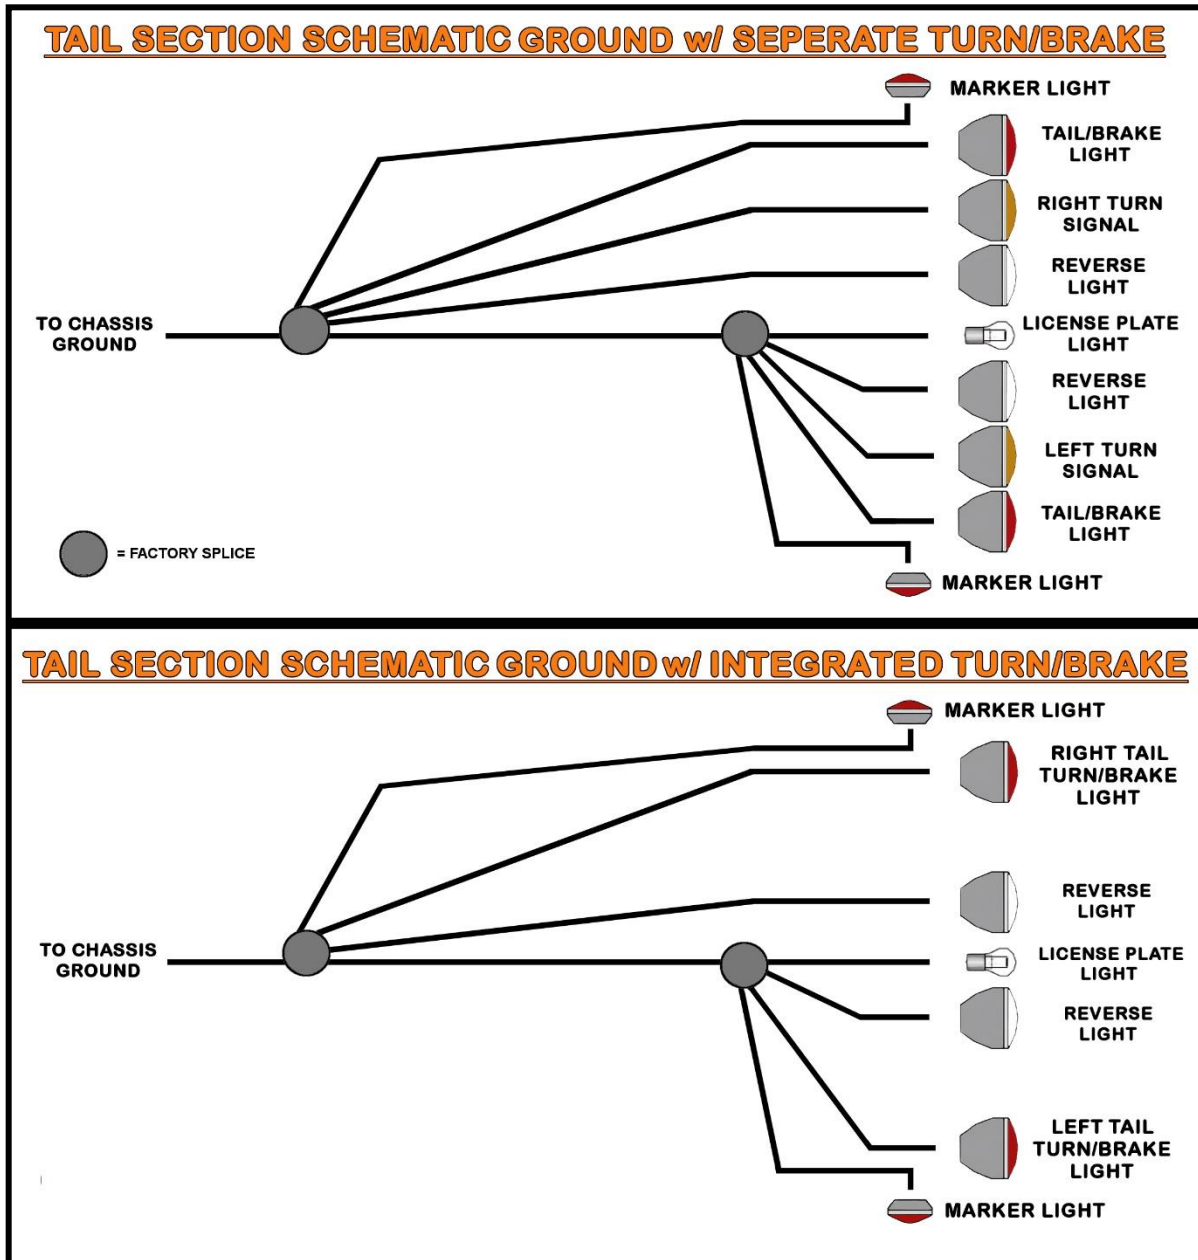 TAIL SECTION SCHEMATIC GROUND w/ SEPERATE TURN/BRAKE
MARKER LIGHT
TAIL/BRAKE
LIGHT
RIGHT TURN
SIGNAL
REVERSE
LIGHT
TO CHASSIS
GROUND
LICENSE PLATE
LIGHT
REVERSE
LIGHT
LEFT TURN
SIGNAL
TAIL/BRAKE
LIGHT
= FACTORY SPLICE
MARKER LIGHT
TAIL SECTION SCHEMATIC GROUND w/ INTEGRATED TURN/BRAKE
MARKER LIGHT
RIGHT TAIL
TURN/BRAKE
LIGHT
REVERSE
LIGHT
TO CHASSIS
GROUND
LICENSE PLATE
LIGHT
REVERSE
LIGHT
LEFT TAIL
TURN/BRAKE
LIGHT
MARKER LIGHT